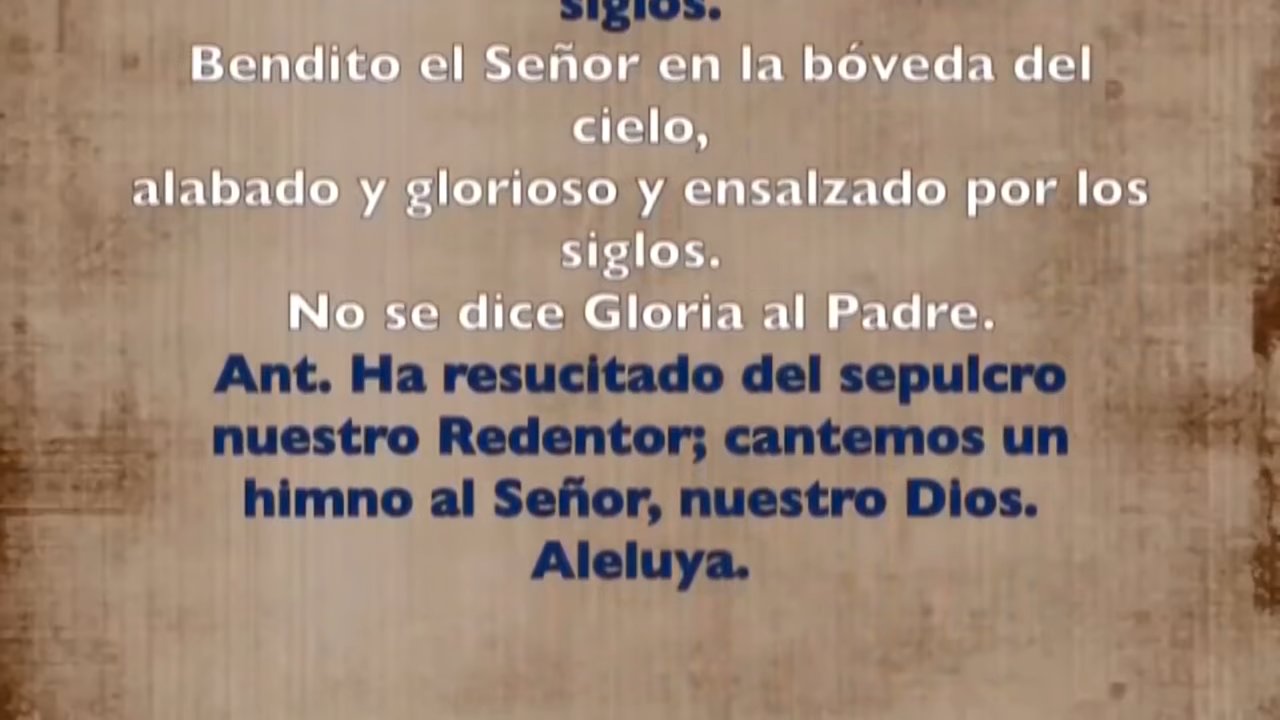 siglos.
Bendito el Señor en la bóveda del
cielo,
alabado y glorioso y ensalzado por los
siglos.
No se dice Gloria al Padre.
Ant. Ha resucitado del sepulcro
nuestro Redentor; cantemos un
himno al Señor, nuestro Dios.
Aleluya.